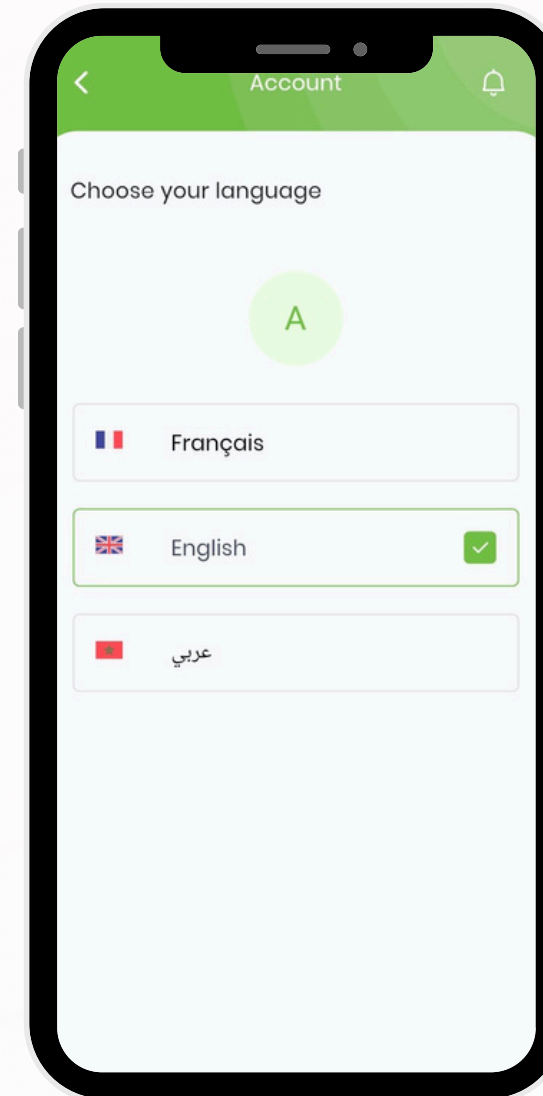 Account
Choose your language
A
Français
English
عربي